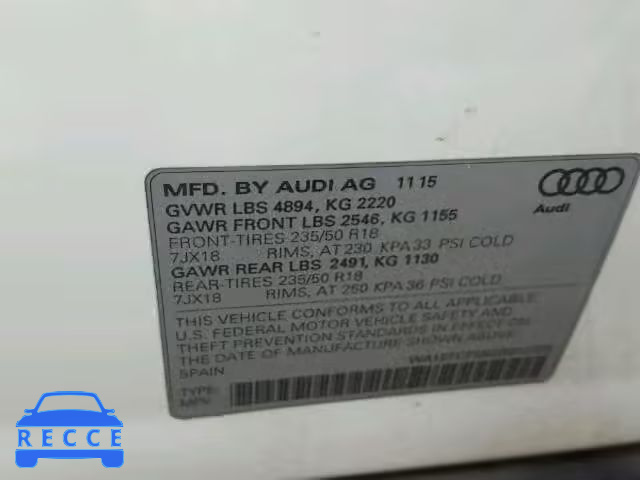 MFD. BY AUDI AG 11 15
GVWR LBS 4894, KG 2220
GAWR FRONT LBS 2546, KG 1155
FRONT-TIRES 235/50 R18
7JX18 RIMS, AT 230 KPA 33 PSI COLD
GAWR REAR LBS 2491, KG 1130
REAR-TIRES 235/50 R18
7JX18 RIMS, AT 250 KPA 36 PSI COLD
THIS VEHICLE CONFORMS TO ALL APPLICABLE
U.S. FEDERAL MOTOR VEHICLE SAFETY AND
THEFT PREVENTION STANDARDS IN EFFECT ON
THE DATE OF MANUFACTURE SHOWN ABOVE
SPAIN
TYPE:
MPV
Audi
RECCE